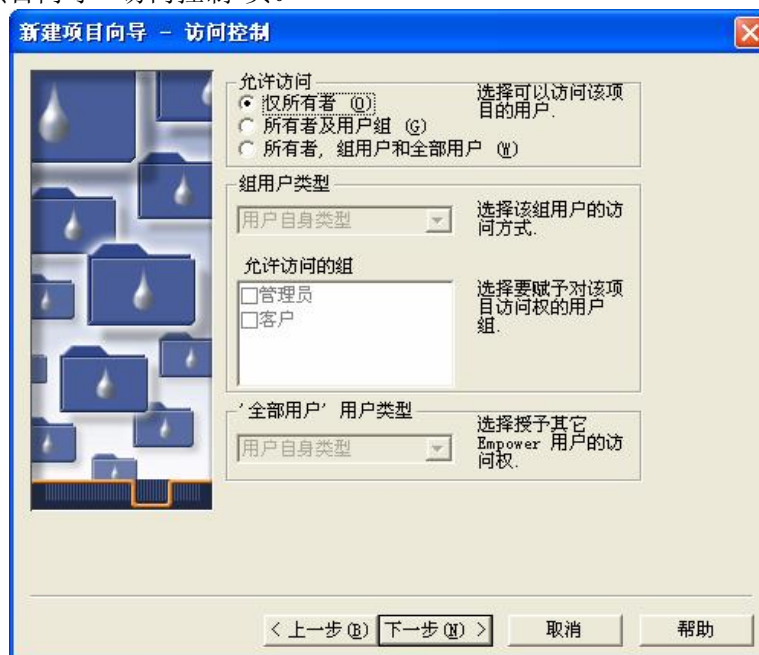 新建项目向导 - 访问控制
允许访问
仅所有者 (O)
所有者及用户组 (G)
所有者, 组用户和全部用户 (W)
选择可以访问该项
目的用户.
组用户类型
用户自身类型
选择该组用户的访
问方式.
允许访问的组
管理员
客户
选择要赋予对该项
目访问权的用户
组.
'全部用户' 用户类型
用户自身类型
选择授予其它
Empower 用户的访
问权.
< 上一步(B)
下一步(N) >
取消
帮助